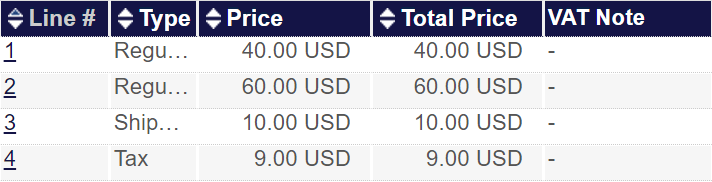 Line # Type Price Total Price VAT Note
1 Regu... 40.00 USD 40.00 USD -
2 Regu... 60.00 USD 60.00 USD -
3 Ship... 10.00 USD 10.00 USD -
4 Tax 9.00 USD 9.00 USD -